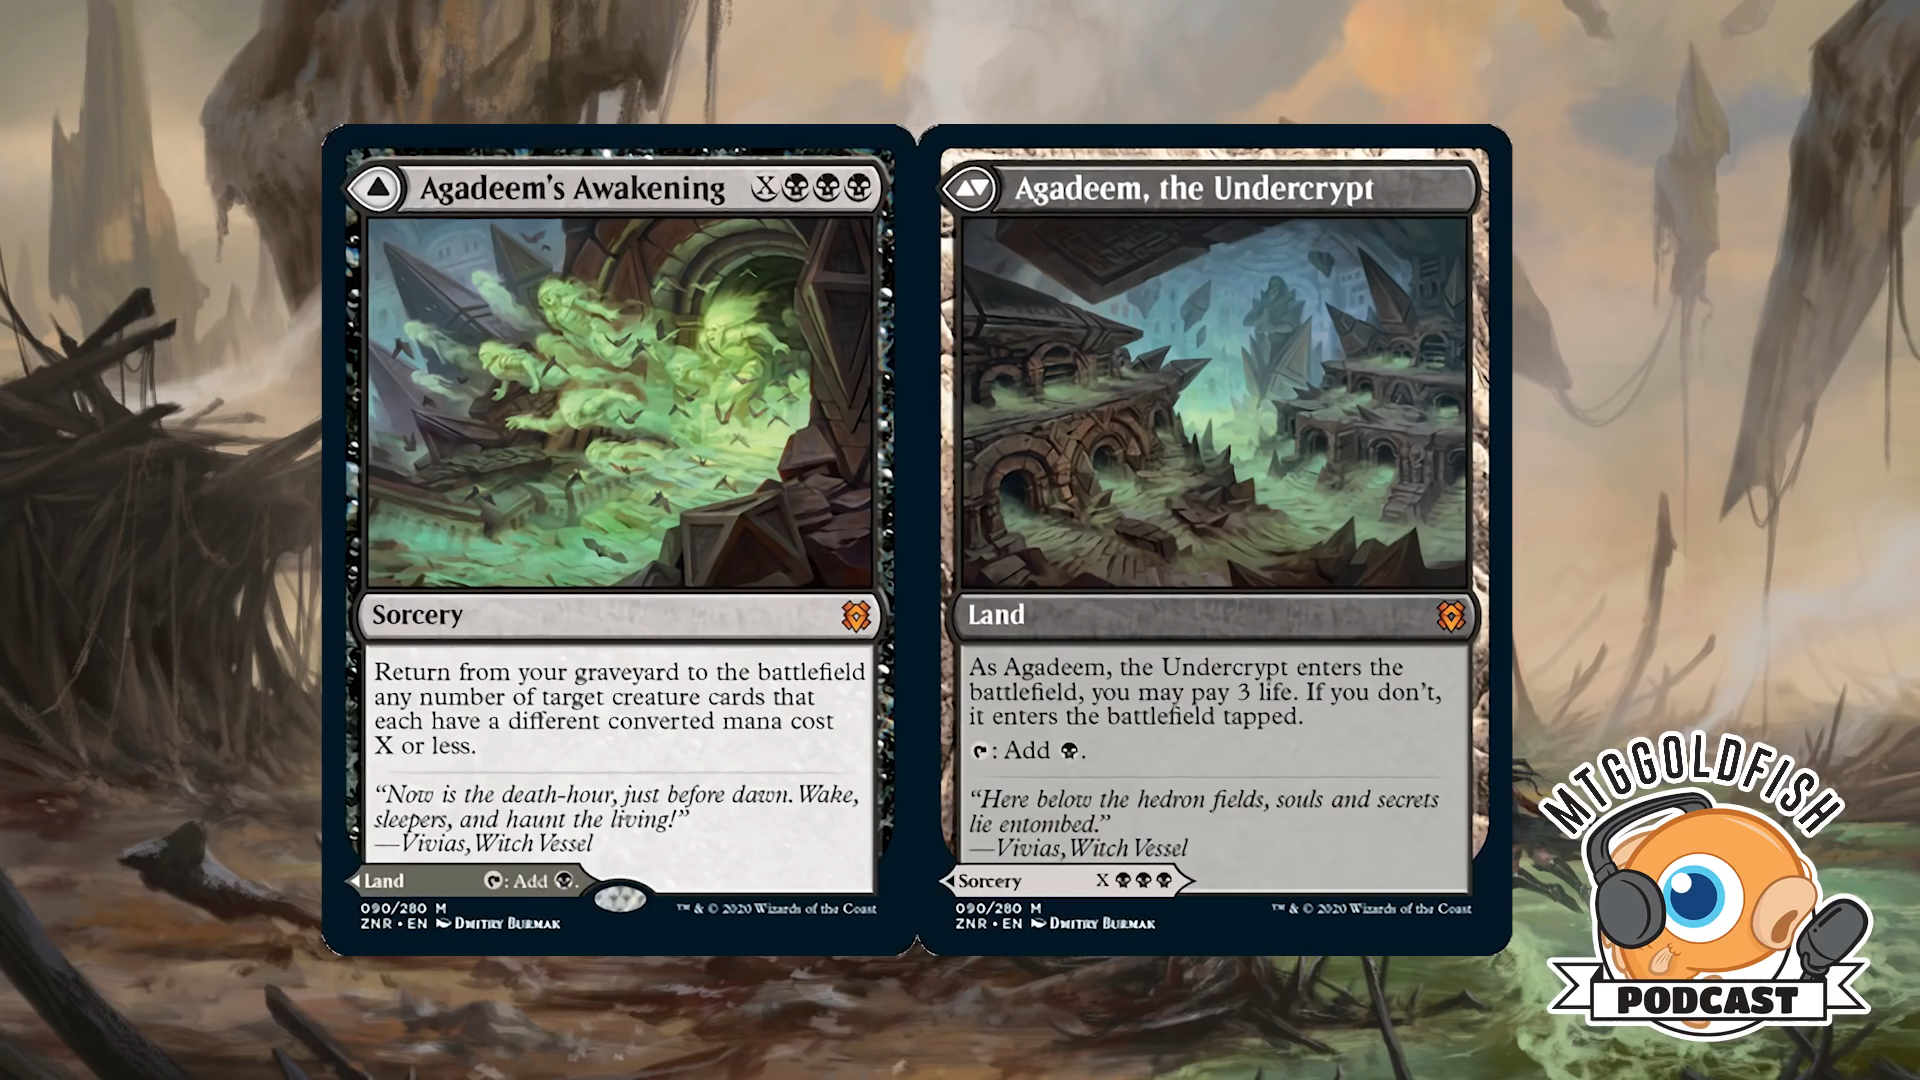 Agadeem's Awakening X
Sorcery
Return from your graveyard to the battlefield
any number of target creature cards that
each have a different converted mana cost
X or less.
“Now is the death-hour, just before dawn. Wake,
sleepers, and haunt the living!”
—Vivias, Witch Vessel
Land : Add .
090/280 M
ZNR • EN Dmitry Burmak
™ & © 2020 Wizards of the Coast
Agadeem, the Undercrypt
Land
As Agadeem, the Undercrypt enters the
battlefield, you may pay 3 life. If you don't,
it enters the battlefield tapped.
: Add .
“Here below the hedron fields, souls and secrets
lie entombed.”
—Vivias, Witch Vessel
Sorcery X
090/280 M
ZNR • EN Dmitry Burmak
™ & © 2020 Wizards of the Coast
MTGGOLDFISH
PODCAST